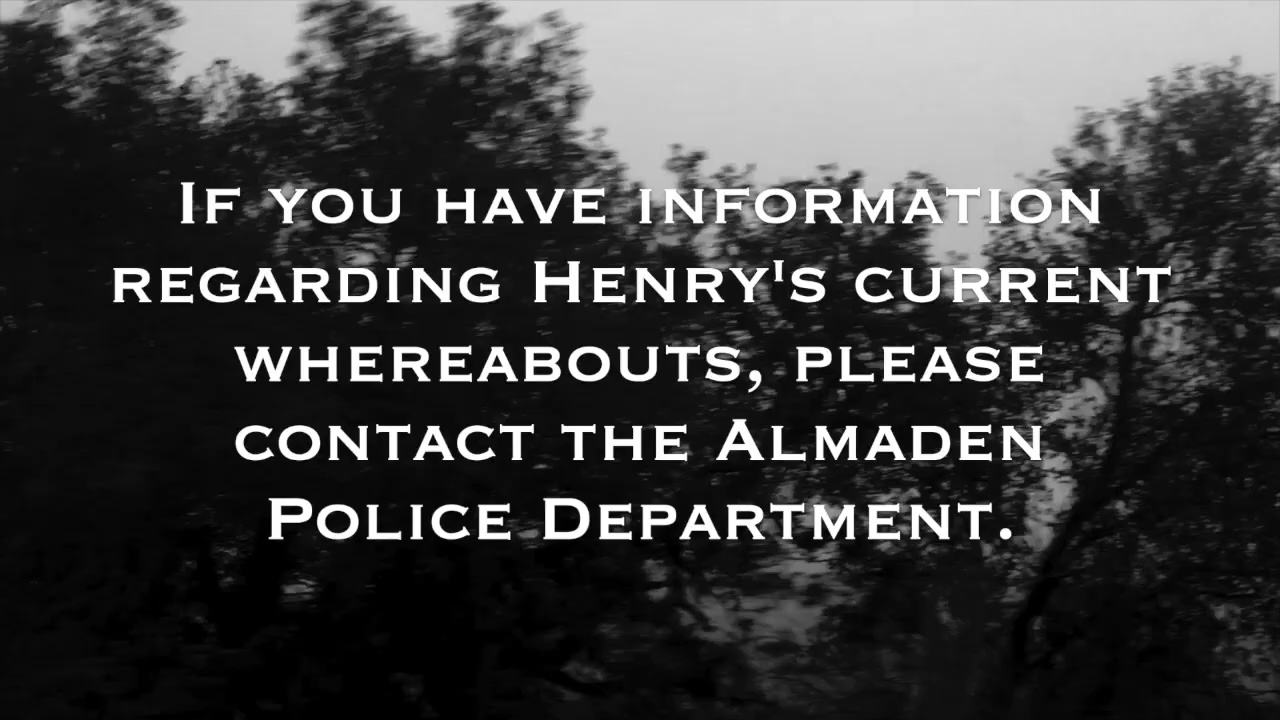 If you have information
regarding Henry's current
whereabouts, please
contact the Almaden
Police Department.